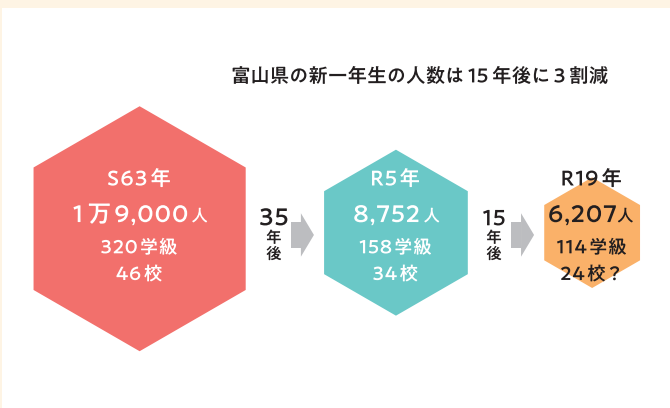 富山県の新一年生の人数は15年後に3割減
S63年
1万9,000人
320学級
46校
35
年
後
R5年
8,752人
158学級
34校
15
年
後
R19年
6,207人
114学級
24校?